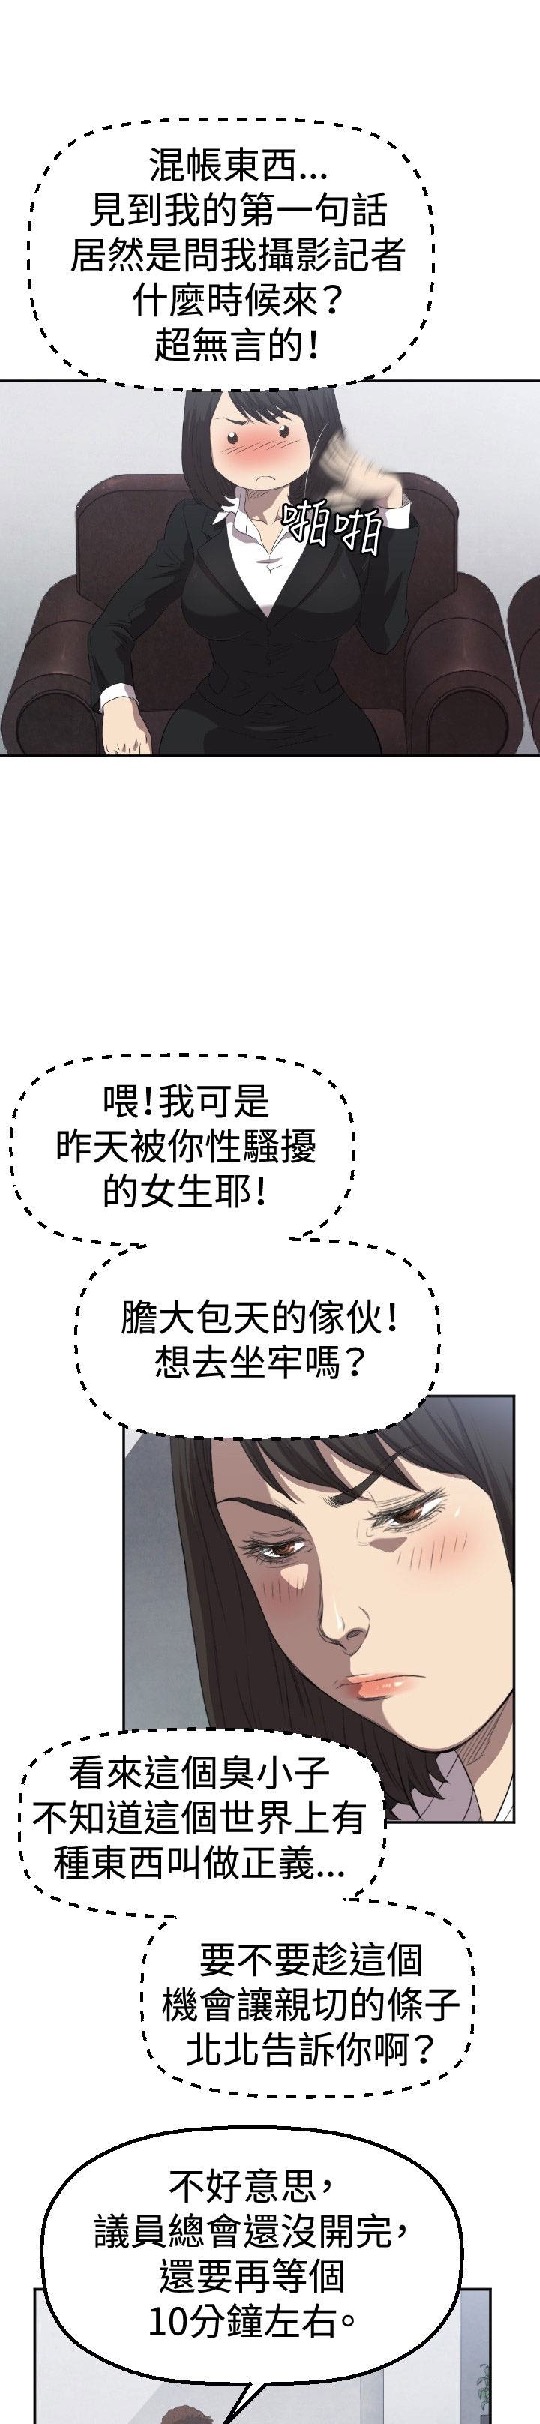 混帳東西...
見到我的第一句話
居然是問我攝影記者
什麼時候來？
超無言的！
啪啪
喂！我可是
昨天被你性騷擾
的女生耶！
膽大包天的傢伙！
想去坐牢嗎？
看來這個臭小子
不知道這個世界上有
種東西叫做正義...
要不要趁這個
機會讓親切的條子
北北告訴你啊？
不好意思，
議員總會還沒開完，
還要再等個
10分鐘左右。